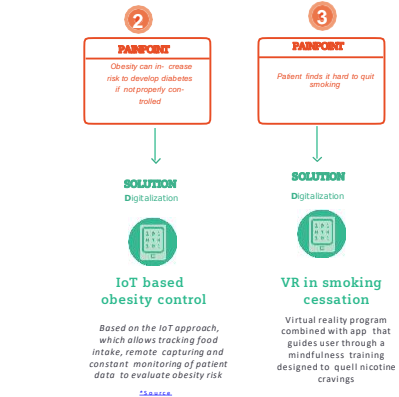 2
PAINPOINT
Obesity can in- crease
risk to develop diabetes
if not properly con-
trolled
SOLUTION
Digitalization
IoT based
obesity control
Based on the IoT approach,
which allows tracking food
intake, remote capturing and
constant monitoring of patient
data to evaluate obesity risk
*Source
3
PAINPOINT
Patient finds it hard to quit
smoking
SOLUTION
Digitalization
VR in smoking
cessation
Virtual reality program
combined with app that
guides user through a
mindfulness training
designed to quell nicotine
cravings